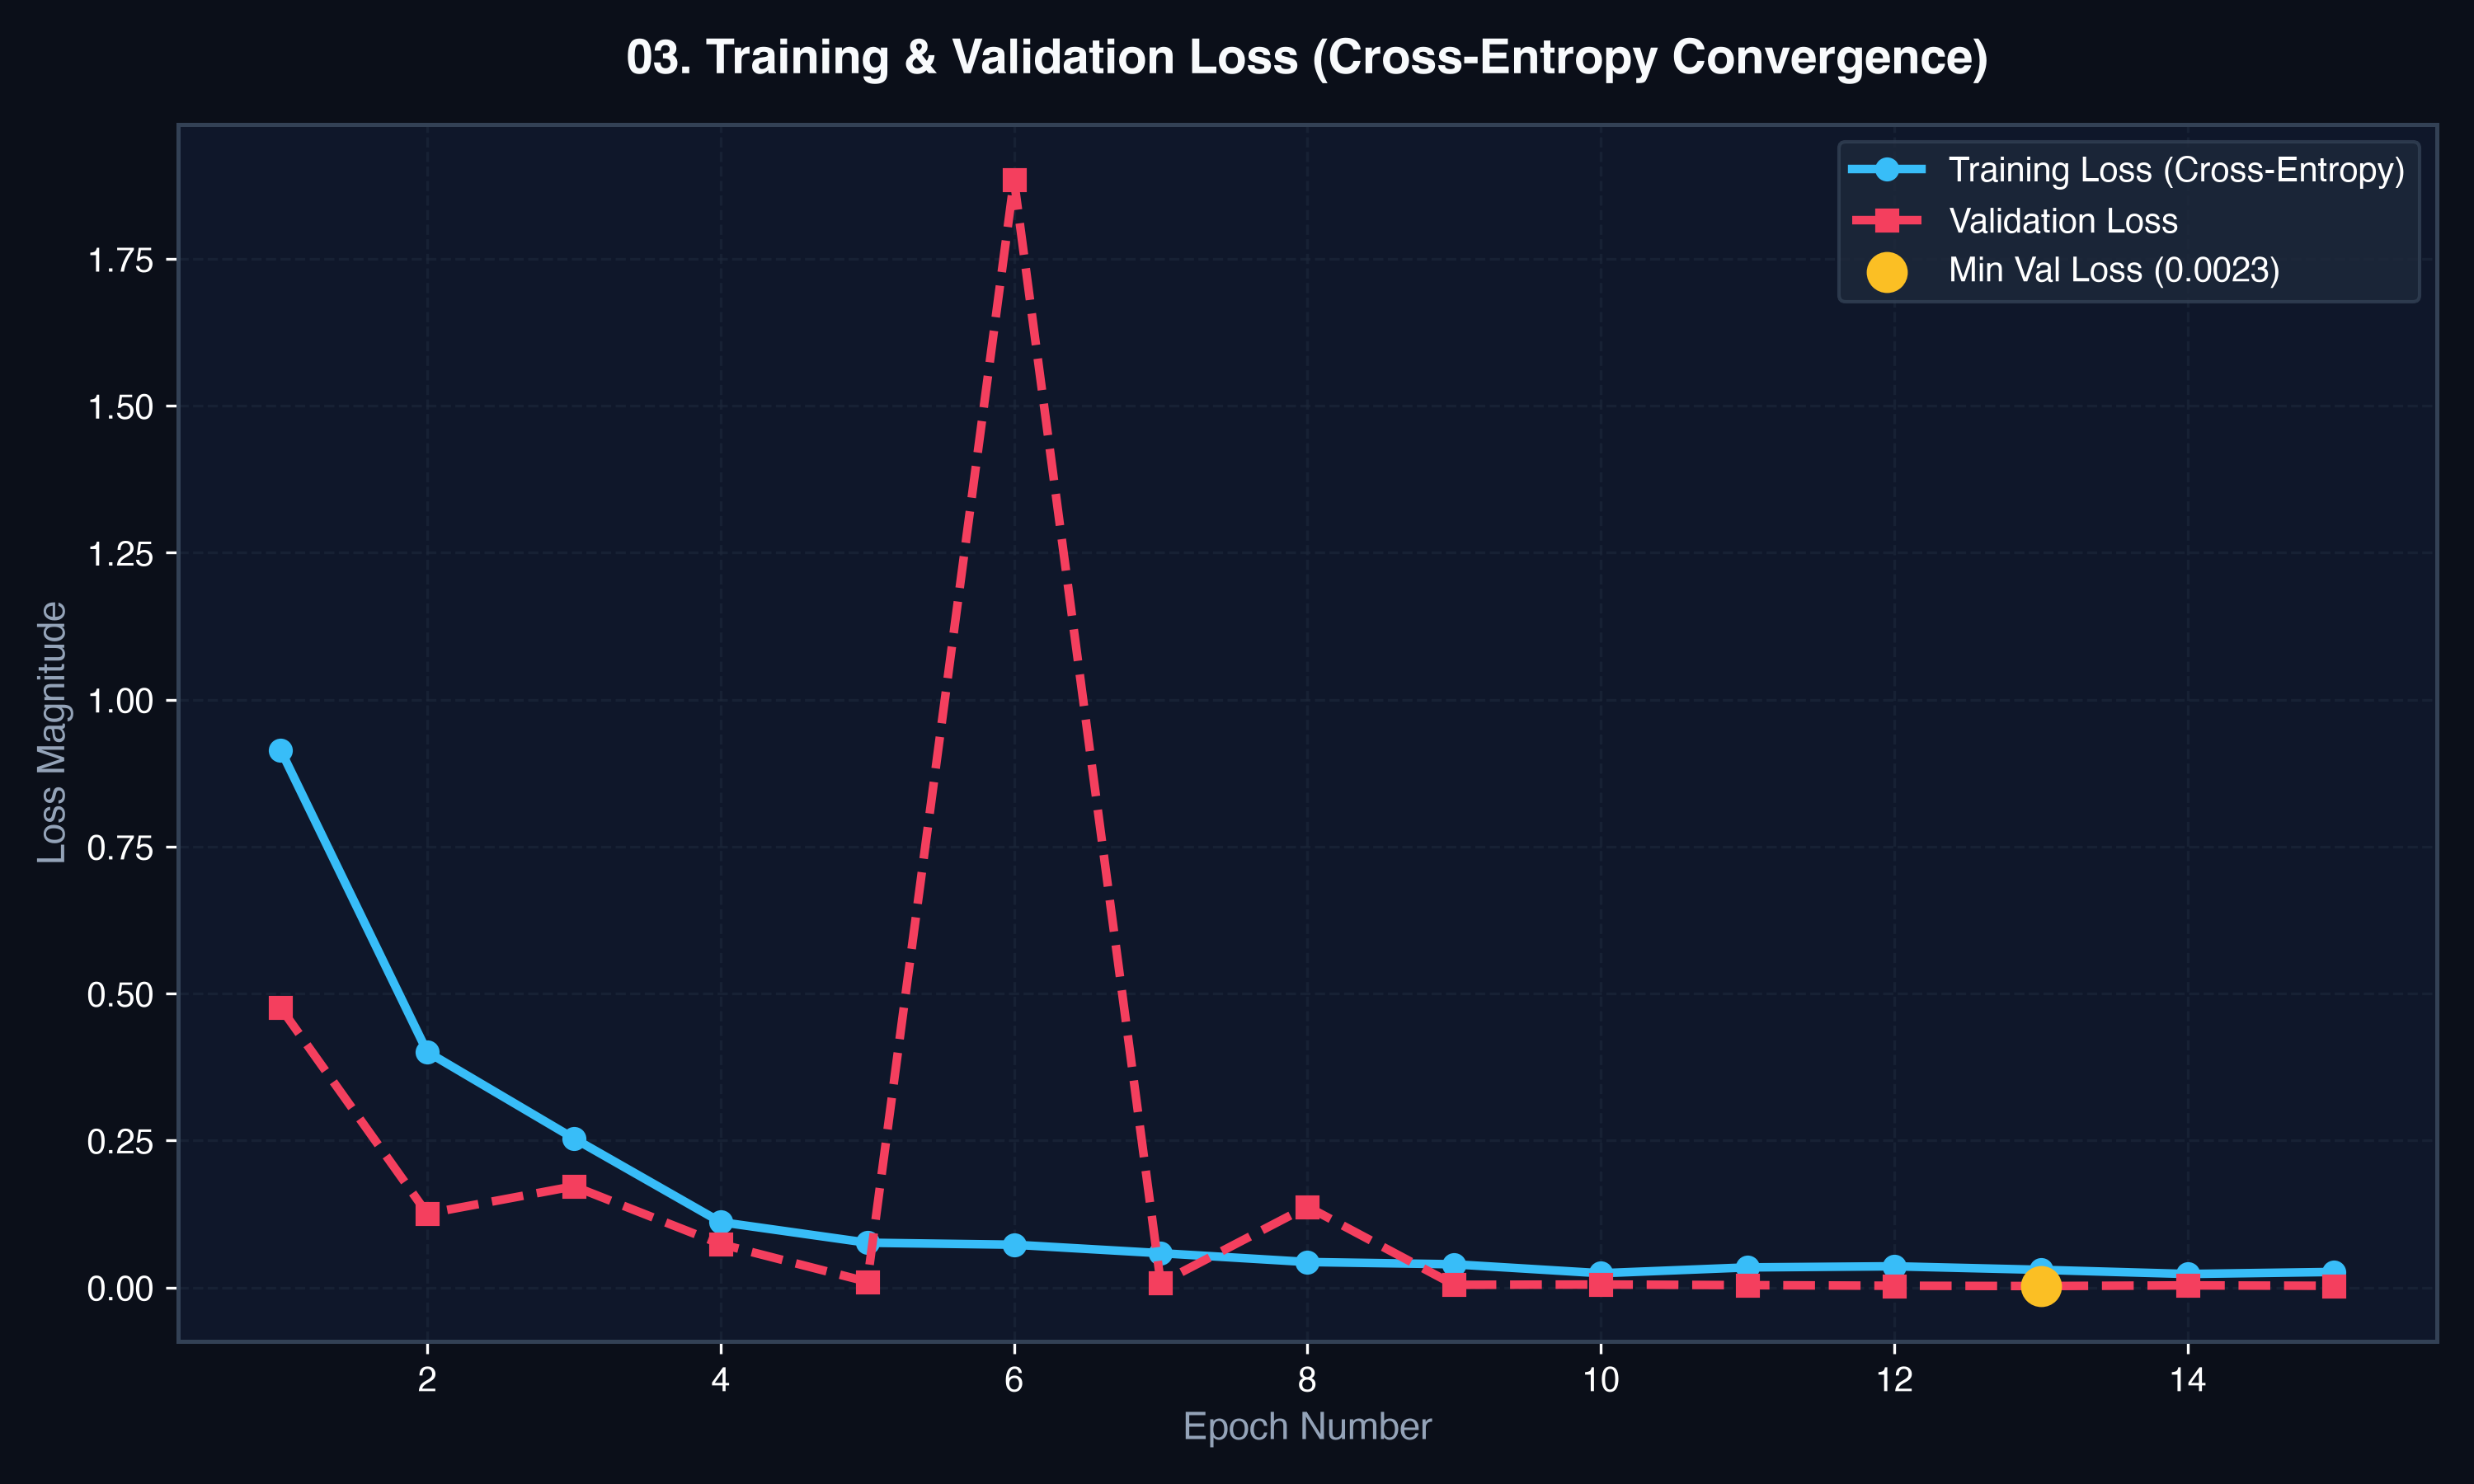 03. Training & Validation Loss (Cross-Entropy Convergence)
Training Loss (Cross-Entropy)
Validation Loss
Min Val Loss (0.0023)
Loss Magnitude
1.75
1.50
1.25
1.00
0.75
0.50
0.25
0.00
2 4 6 8 10 12 14
Epoch Number